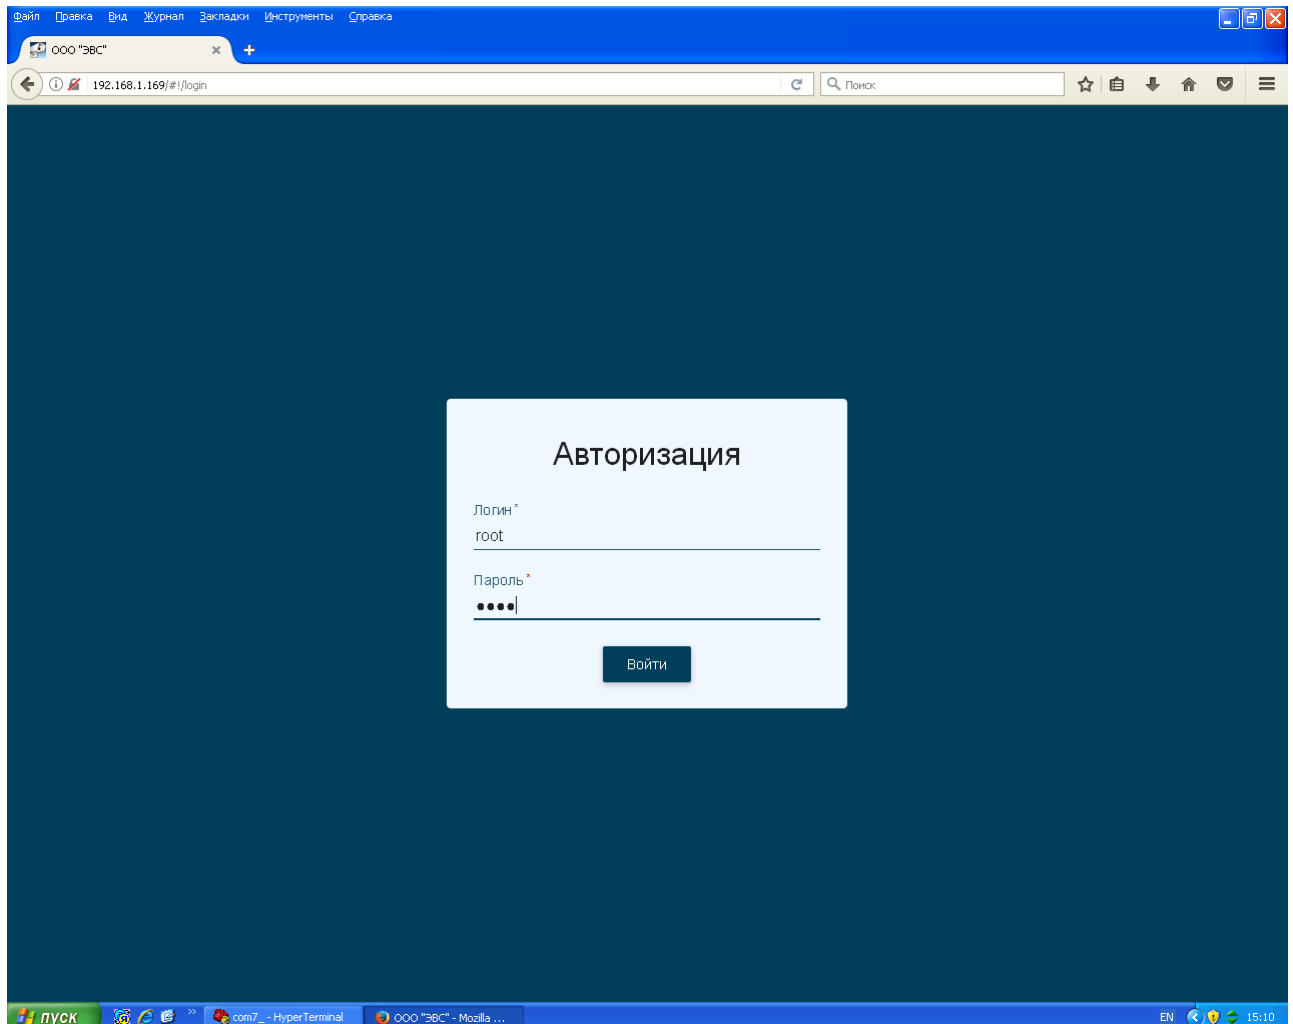 Файл Правка Вид Журнал Закладки Инструменты Справка
ООО "ЭВС"
192.168.1.169/#!/login
Поиск
Авторизация
Логин*
root
Пароль*
••••
Войти
пуск
com7_ - HyperTerminal
ООО "ЭВС" - Mozilla ...
EN
15:10